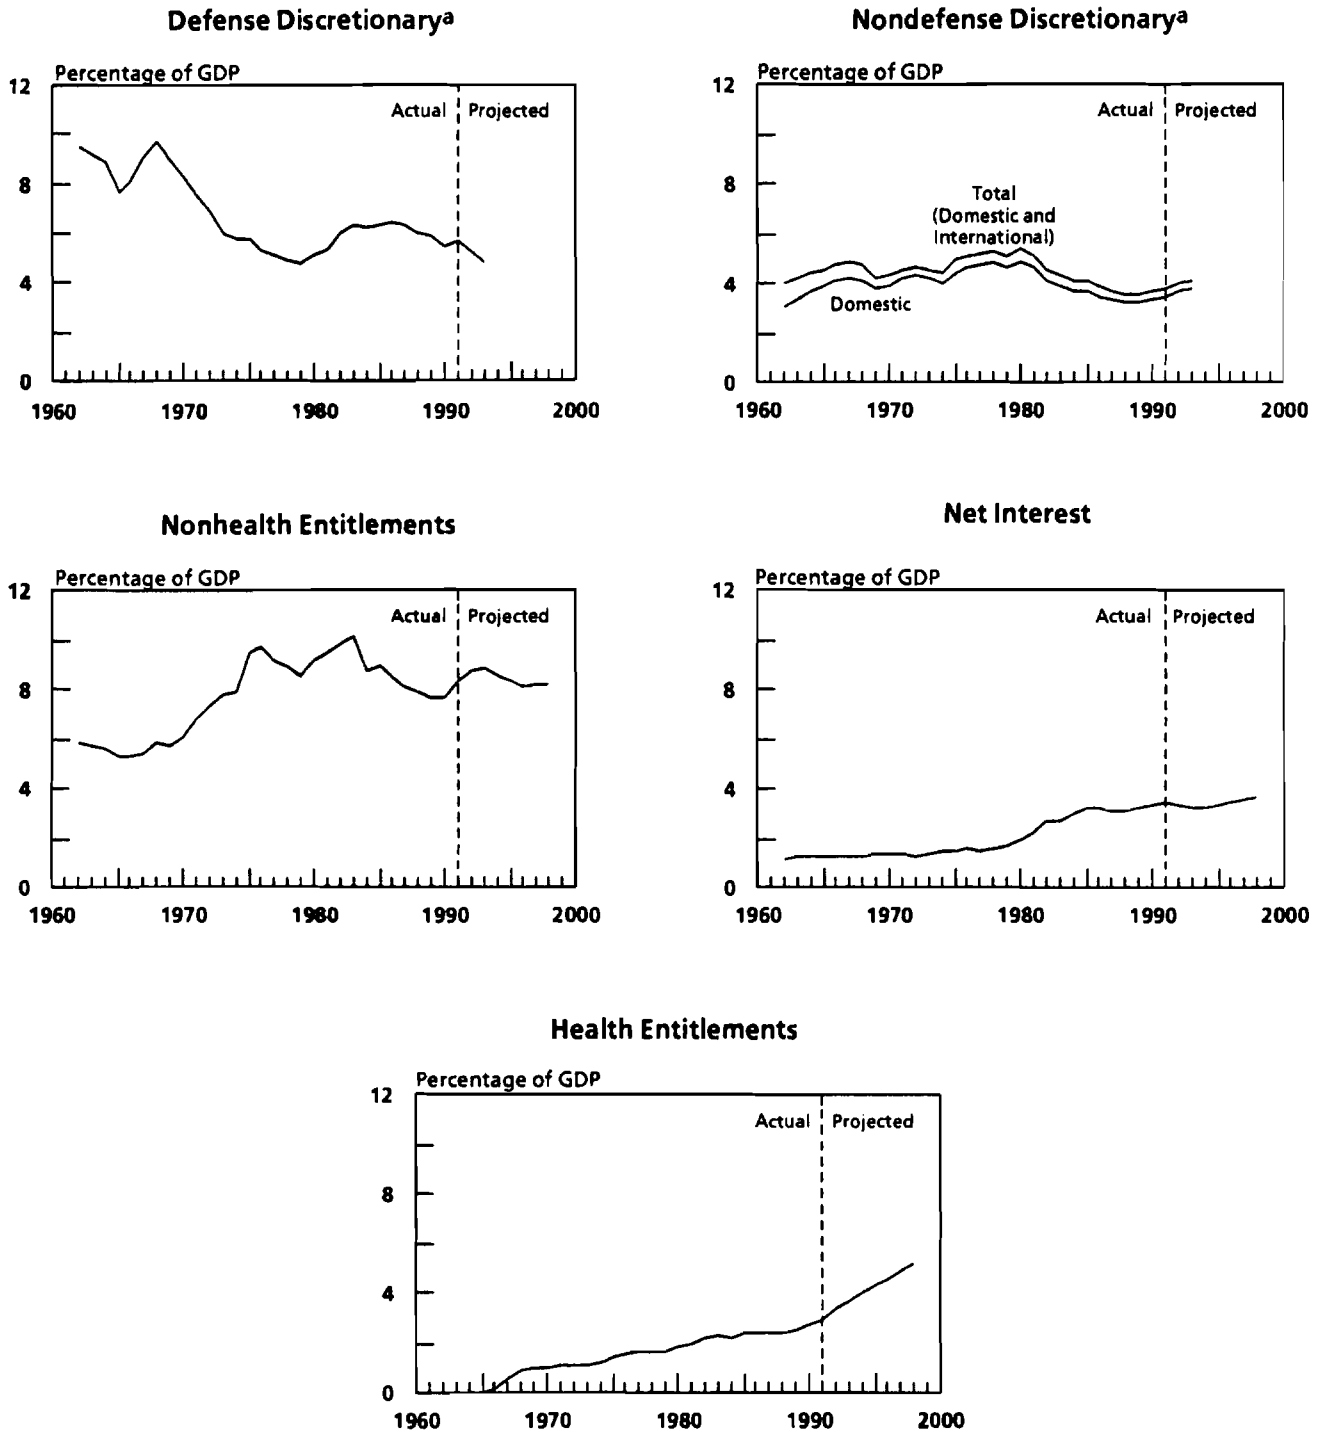 Defense Discretionaryª
Percentage of GDP
12
8
4
0
Actual
Projected
1960 1970 1980 1990 2000
Nondefense Discretionaryª
Percentage of GDP
12
8
4
0
Actual
Projected
Total
(Domestic and
International)
Domestic
1960 1970 1980 1990 2000
Nonhealth Entitlements
Percentage of GDP
12
8
4
0
Actual
Projected
1960 1970 1980 1990 2000
Net Interest
Percentage of GDP
12
8
4
0
Actual
Projected
1960 1970 1980 1990 2000
Health Entitlements
Percentage of GDP
12
8
4
0
Actual
Projected
1960 1970 1980 1990 2000